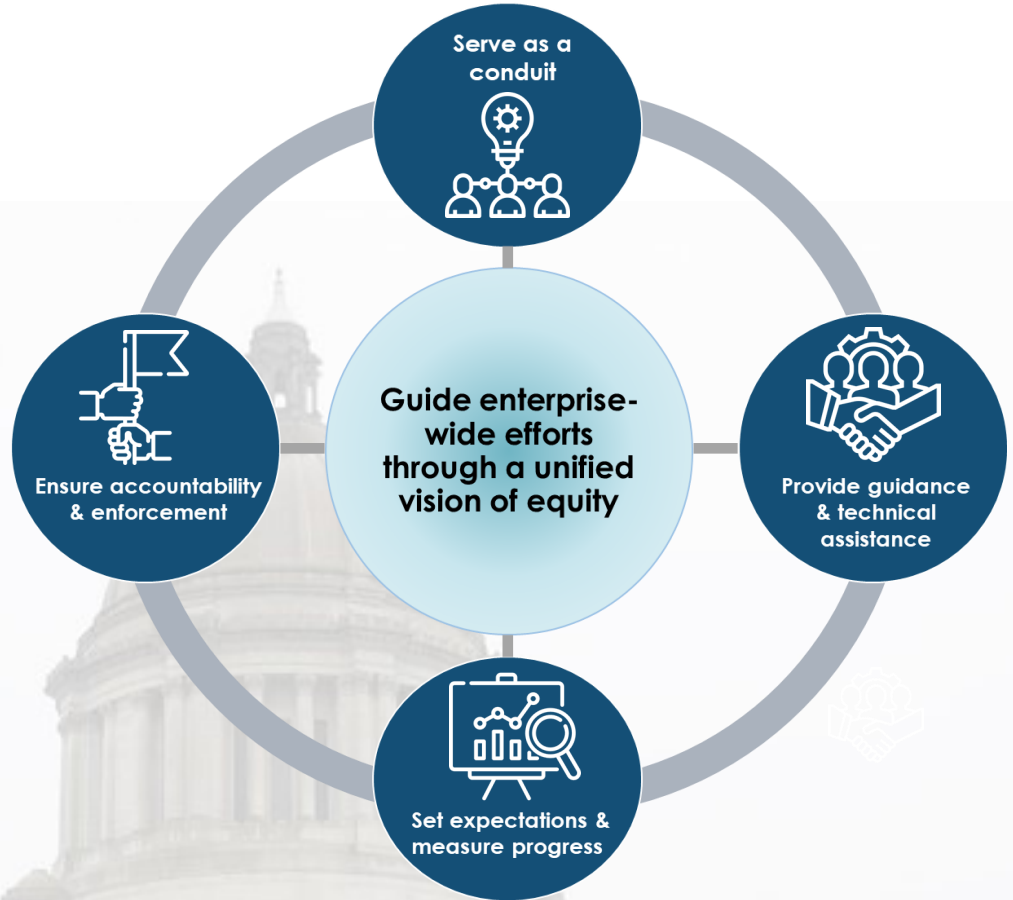 Serve as a
conduit
Guide enterprise-
wide efforts
through a unified
vision of equity
Ensure accountability
& enforcement
Provide guidance
& technical
assistance
Set expectations &
measure progress